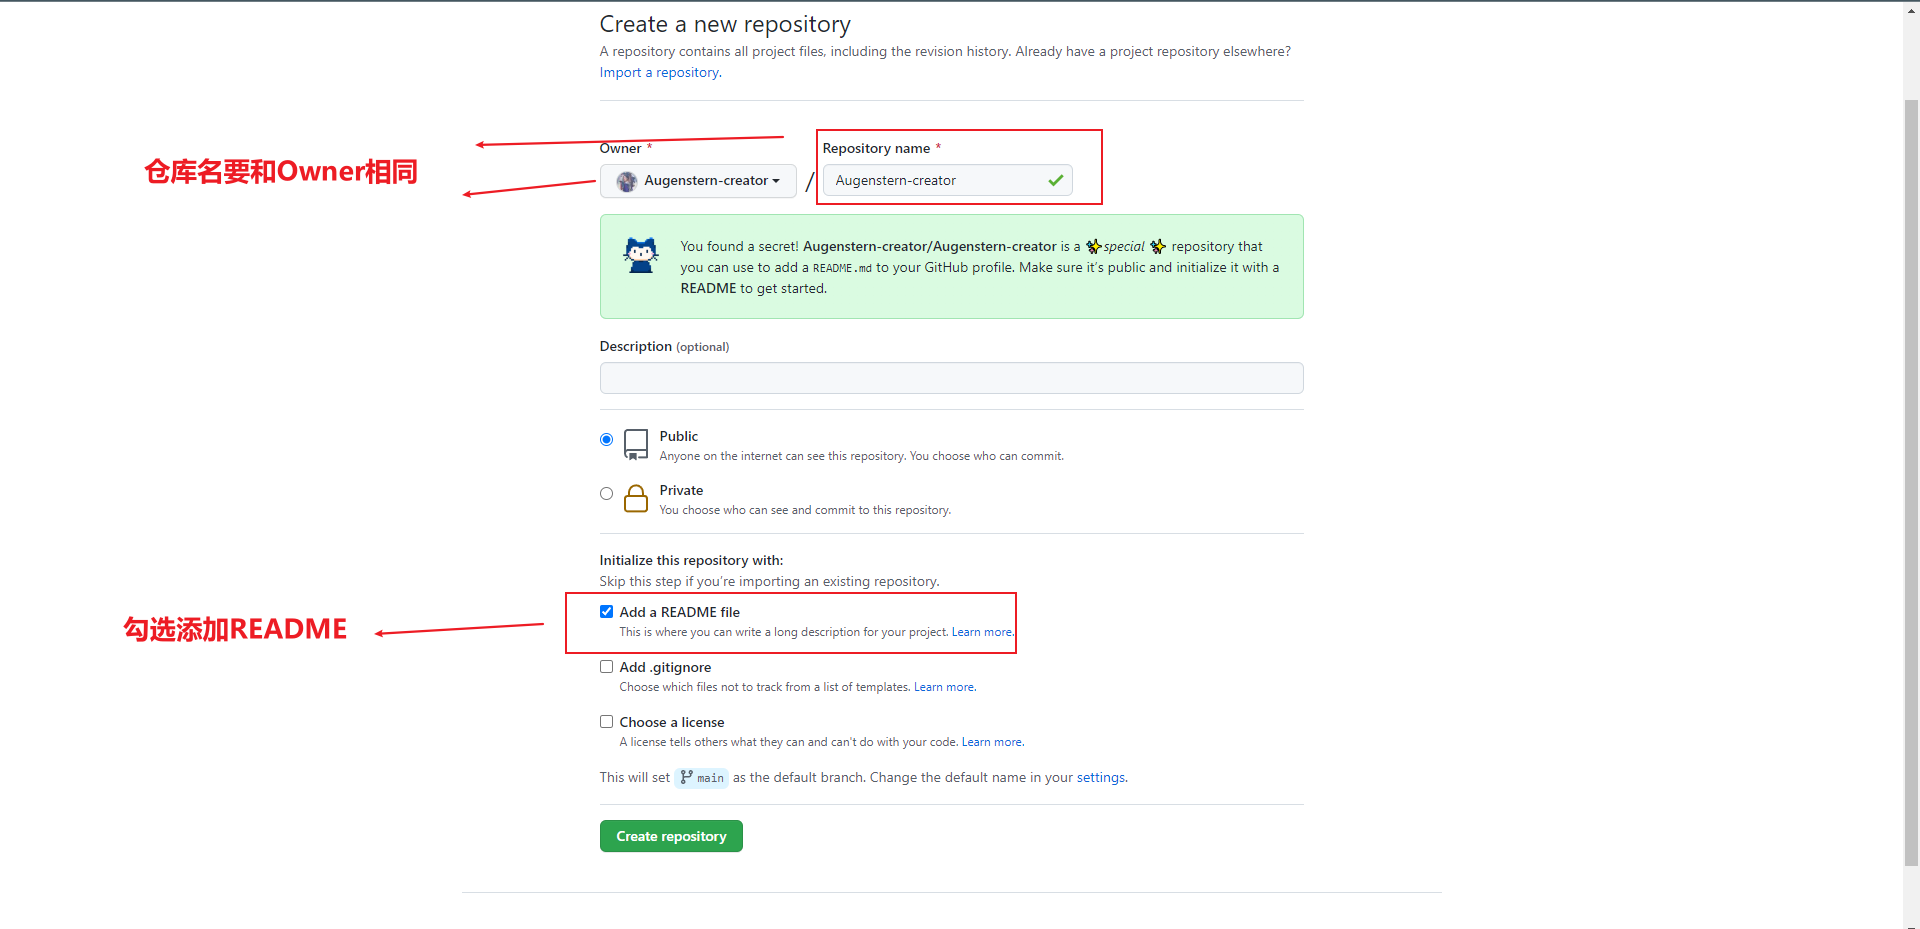 Create a new repository
A repository contains all project files, including the revision history. Already have a project repository elsewhere?
Import a repository.
仓库名要和Owner相同
Owner *
Repository name *
Augenstern-creator
/
Augenstern-creator
You found a secret! Augenstern-creator/Augenstern-creator is a ✨special ✨ repository that
you can use to add a README.md to your GitHub profile. Make sure it’s public and initialize it with a
README to get started.
Description (optional)
Public
Anyone on the internet can see this repository. You choose who can commit.
Private
You choose who can see and commit to this repository.
Initialize this repository with:
Skip this step if you’re importing an existing repository.
勾选添加README
Add a README file
This is where you can write a long description for your project. Learn more.
Add .gitignore
Choose which files not to track from a list of templates. Learn more.
Choose a license
A license tells others what they can and can't do with your code. Learn more.
This will set main as the default branch. Change the default name in your settings.
Create repository